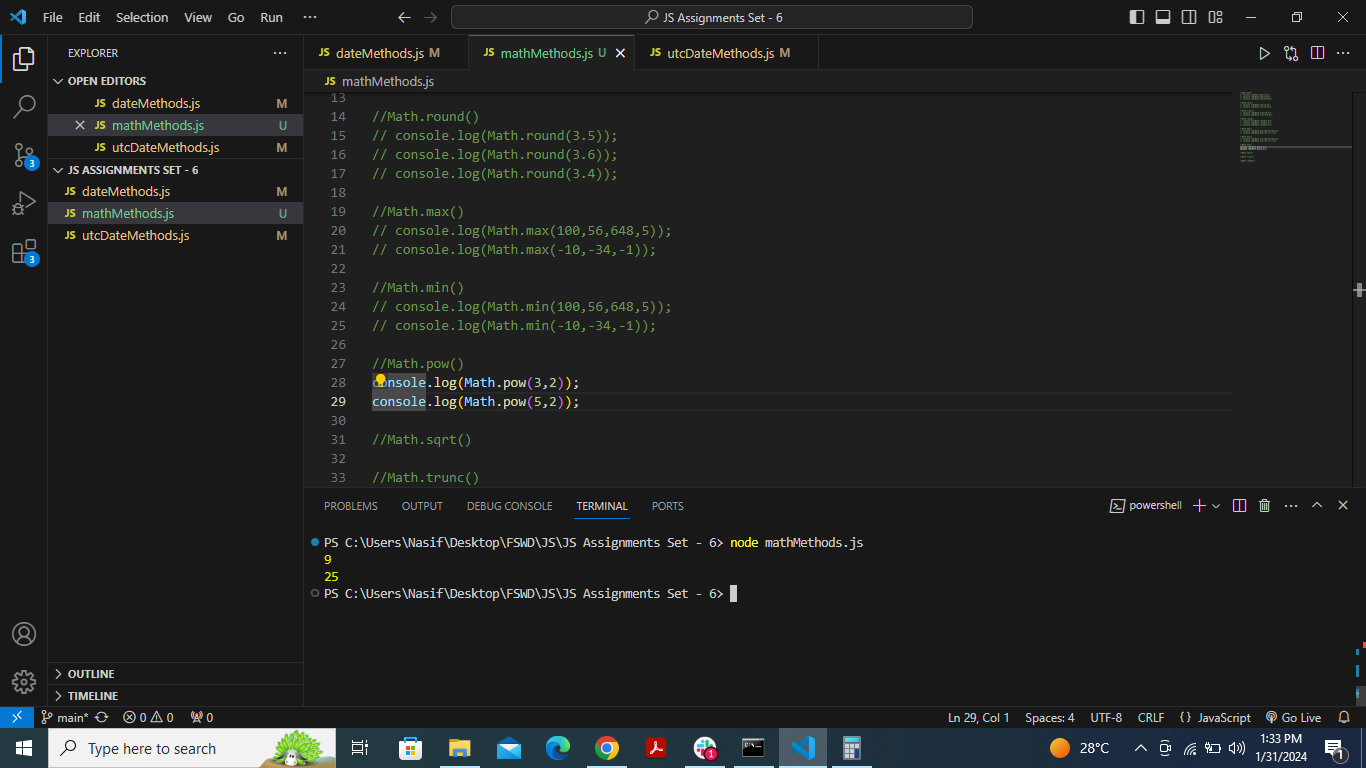 File Edit Selection View Go Run ··· JS Assignments Set - 6
EXPLORER ···
OPEN EDITORS
JS dateMethods.js M
JS mathMethods.js U
JS utcDateMethods.js M
JS ASSIGNMENTS SET - 6
JS dateMethods.js M
JS mathMethods.js U
JS utcDateMethods.js M
OUTLINE
TIMELINE
3
3
JS dateMethods.js M JS mathMethods.js U JS utcDateMethods.js M
JS mathMethods.js
13
14 //Math.round()
15 // console.log(Math.round(3.5));
16 // console.log(Math.round(3.6));
17 // console.log(Math.round(3.4));
18
19 //Math.max()
20 // console.log(Math.max(100,56,648,5));
21 // console.log(Math.max(-10,-34,-1));
22
23 //Math.min()
24 // console.log(Math.min(100,56,648,5));
25 // console.log(Math.min(-10,-34,-1));
26
27 //Math.pow()
28 console.log(Math.pow(3,2));
29 console.log(Math.pow(5,2));
30
31 //Math.sqrt()
32
33 //Math.trunc()
PROBLEMS OUTPUT DEBUG CONSOLE TERMINAL PORTS powershell
PS C:\Users\Nasif\Desktop\FSWD\JS\JS Assignments Set - 6> node mathMethods.js
9
25
PS C:\Users\Nasif\Desktop\FSWD\JS\JS Assignments Set - 6>
main* 0 0 0 Ln 29, Col 1 Spaces: 4 UTF-8 CRLF {} JavaScript Go Live
Type here to search 1 28°C 1:33 PM
1/31/2024 1